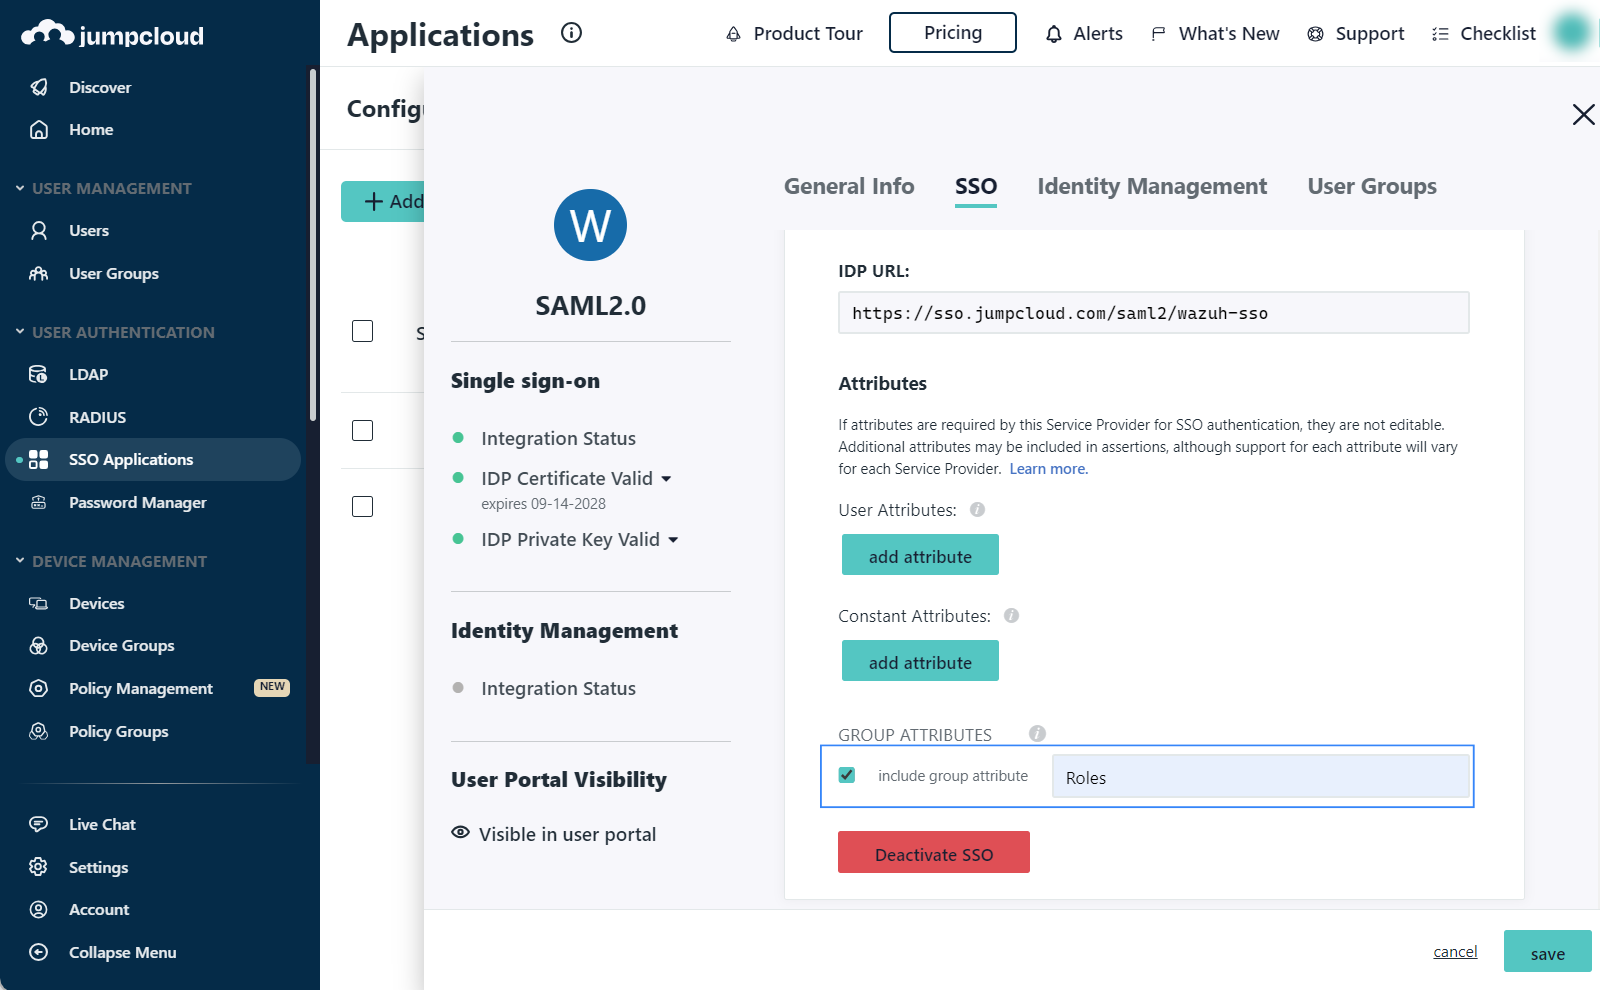 jumpcloud
Discover
Home
USER MANAGEMENT
Users
User Groups
USER AUTHENTICATION
LDAP
RADIUS
SSO Applications
Password Manager
DEVICE MANAGEMENT
Devices
Device Groups
Policy Management NEW
Policy Groups
Live Chat
Settings
Account
Collapse Menu
Applications
Product Tour
Pricing
Alerts
What's New
Support
Checklist
Config
+ Add
S
W
SAML2.0
Single sign-on
Integration Status
IDP Certificate Valid
expires 09-14-2028
IDP Private Key Valid
Identity Management
Integration Status
User Portal Visibility
Visible in user portal
General Info SSO Identity Management User Groups
IDP URL:
https://sso.jumpcloud.com/saml2/wazuh-sso
Attributes
If attributes are required by this Service Provider for SSO authentication, they are not editable.
Additional attributes may be included in assertions, although support for each attribute will vary
for each Service Provider. Learn more.
User Attributes:
add attribute
Constant Attributes:
add attribute
GROUP ATTRIBUTES
include group attribute Roles
Deactivate SSO
cancel save